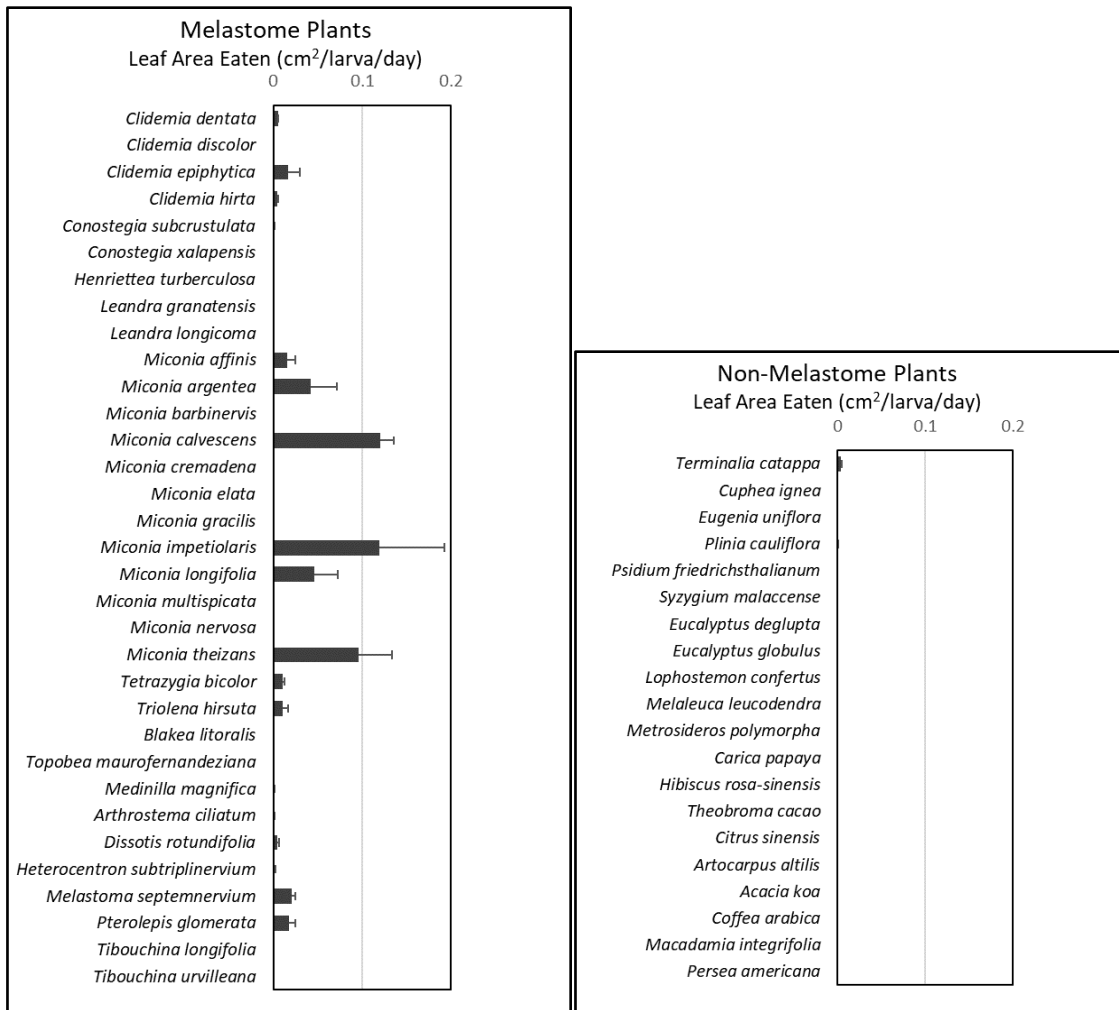 Melastome Plants
Leaf Area Eaten (cm²/larva/day)
0 0.1 0.2
Clidemia dentata
Clidemia discolor
Clidemia epiphytica
Clidemia hirta
Conostegia subcrustulata
Conostegia xalapensis
Henriettea turberculosa
Leandra granatensis
Leandra longicoma
Miconia affinis
Miconia argentea
Miconia barbinervis
Miconia calvescens
Miconia cremadena
Miconia elata
Miconia gracilis
Miconia impetiolaris
Miconia longifolia
Miconia multispicata
Miconia nervosa
Miconia theizans
Tetrazygia bicolor
Triolena hirsuta
Blakea litoralis
Topobea maurofernandeziana
Medinilla magnifica
Arthrostema ciliatum
Dissotis rotundifolia
Heterocentron subtriplinervium
Melastoma septemnervium
Pterolepis glomerata
Tibouchina longifolia
Tibouchina urvilleana
Non-Melastome Plants
Leaf Area Eaten (cm²/larva/day)
0 0.1 0.2
Terminalia catappa
Cuphea ignea
Eugenia uniflora
Plinia cauliflora
Psidium friedrichsthalianum
Syzygium malaccense
Eucalyptus deglupta
Eucalyptus globulus
Lophostemon confertus
Melaleuca leucodendra
Metrosideros polymorpha
Carica papaya
Hibiscus rosa-sinensis
Theobroma cacao
Citrus sinensis
Artocarpus altilis
Acacia koa
Coffea arabica
Macadamia integrifolia
Persea americana